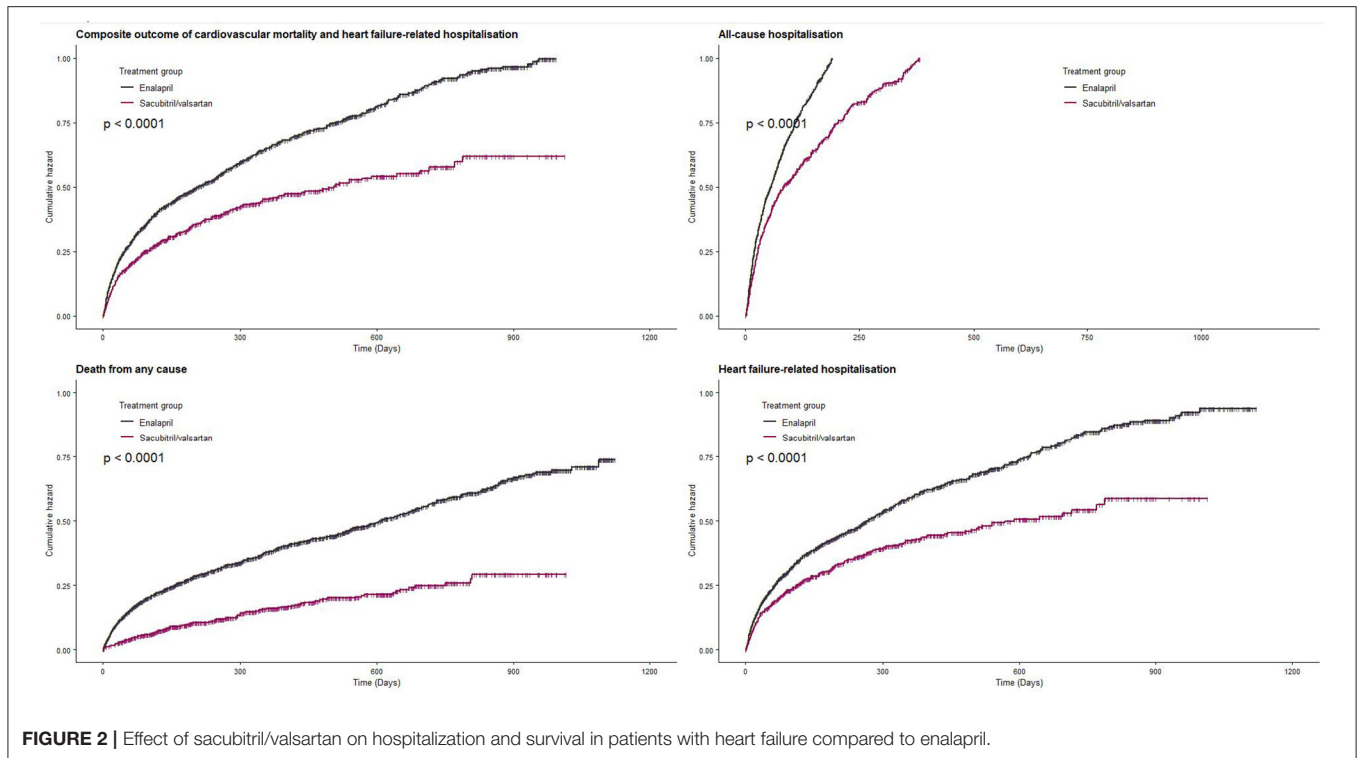 Composite outcome of cardiovascular mortality and heart failure-related hospitalisation
1.00
0.75
0.50
0.25
0.00
Cumulative hazard
Treatment group
Enalapril
Sacubitril/valsartan
p < 0.0001
0 300 600 900 1200
Time (Days)
All-cause hospitalisation
1.00
0.75
0.50
0.25
0.00
Cumulative hazard
Treatment group
Enalapril
Sacubitril/valsartan
p < 0.0001
0 250 500 750 1000
Time (Days)
Death from any cause
1.00
0.75
0.50
0.25
0.00
Cumulative hazard
Treatment group
Enalapril
Sacubitril/valsartan
p < 0.0001
0 300 600 900 1200
Time (Days)
Heart failure-related hospitalisation
1.00
0.75
0.50
0.25
0.00
Cumulative hazard
Treatment group
Enalapril
Sacubitril/valsartan
p < 0.0001
0 300 600 900 1200
Time (Days)
FIGURE 2 | Effect of sacubitril/valsartan on hospitalization and survival in patients with heart failure compared to enalapril.